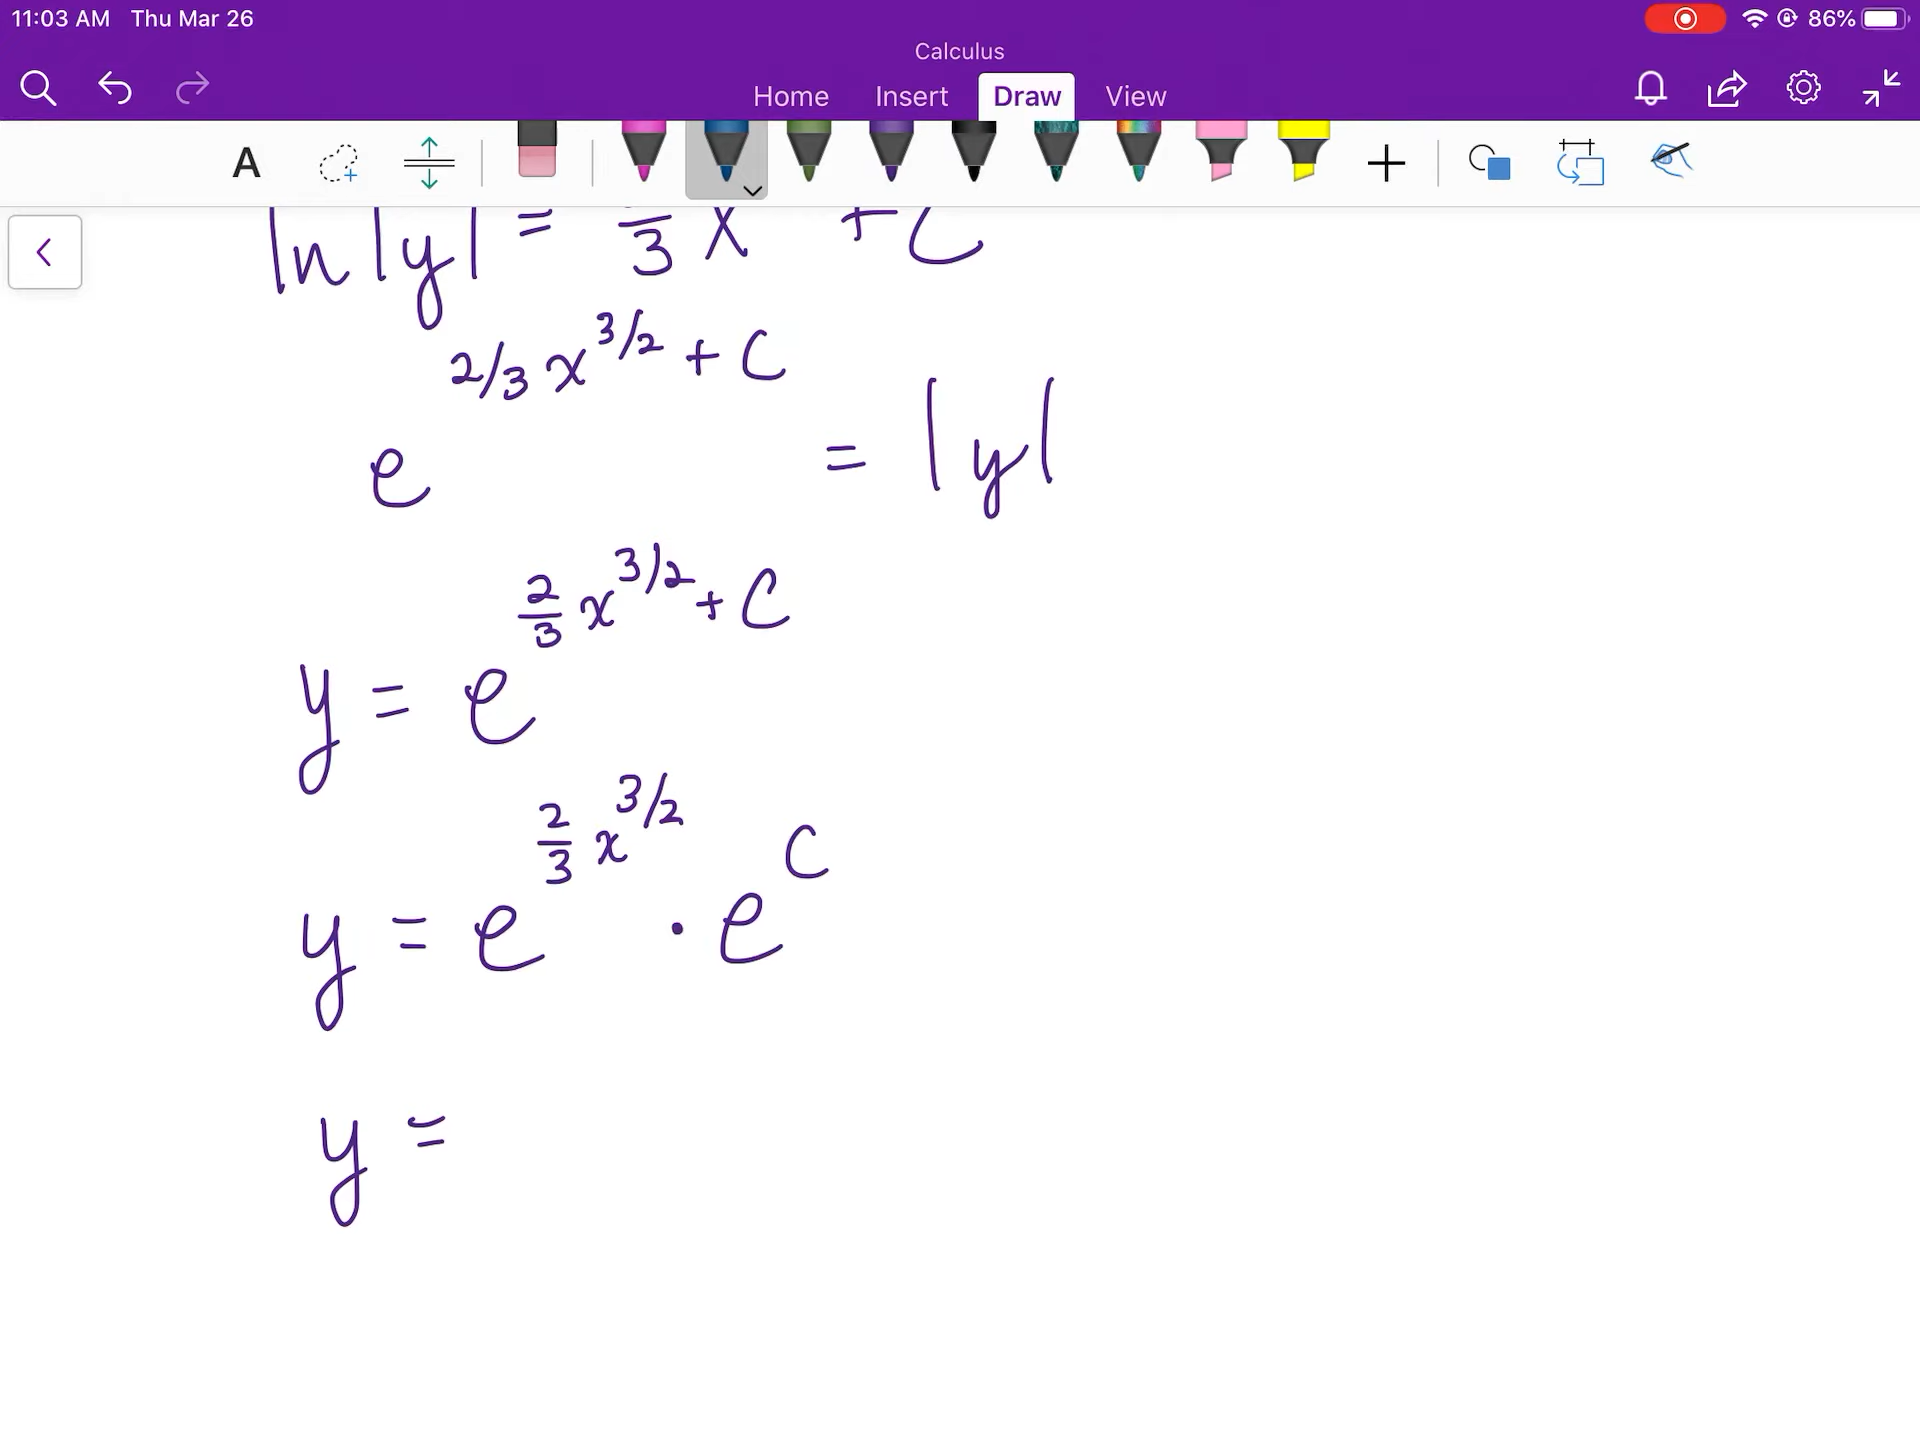 11:03 AM Thu Mar 26
86%
Calculus
Home Insert Draw View
A
ln |y| = /3 x + C
e^(2/3 x^(3/2) + C) = |y|
y = e^(2/3 x^(3/2) + C)
y = e^(2/3 x^(3/2)) · e^C
y =